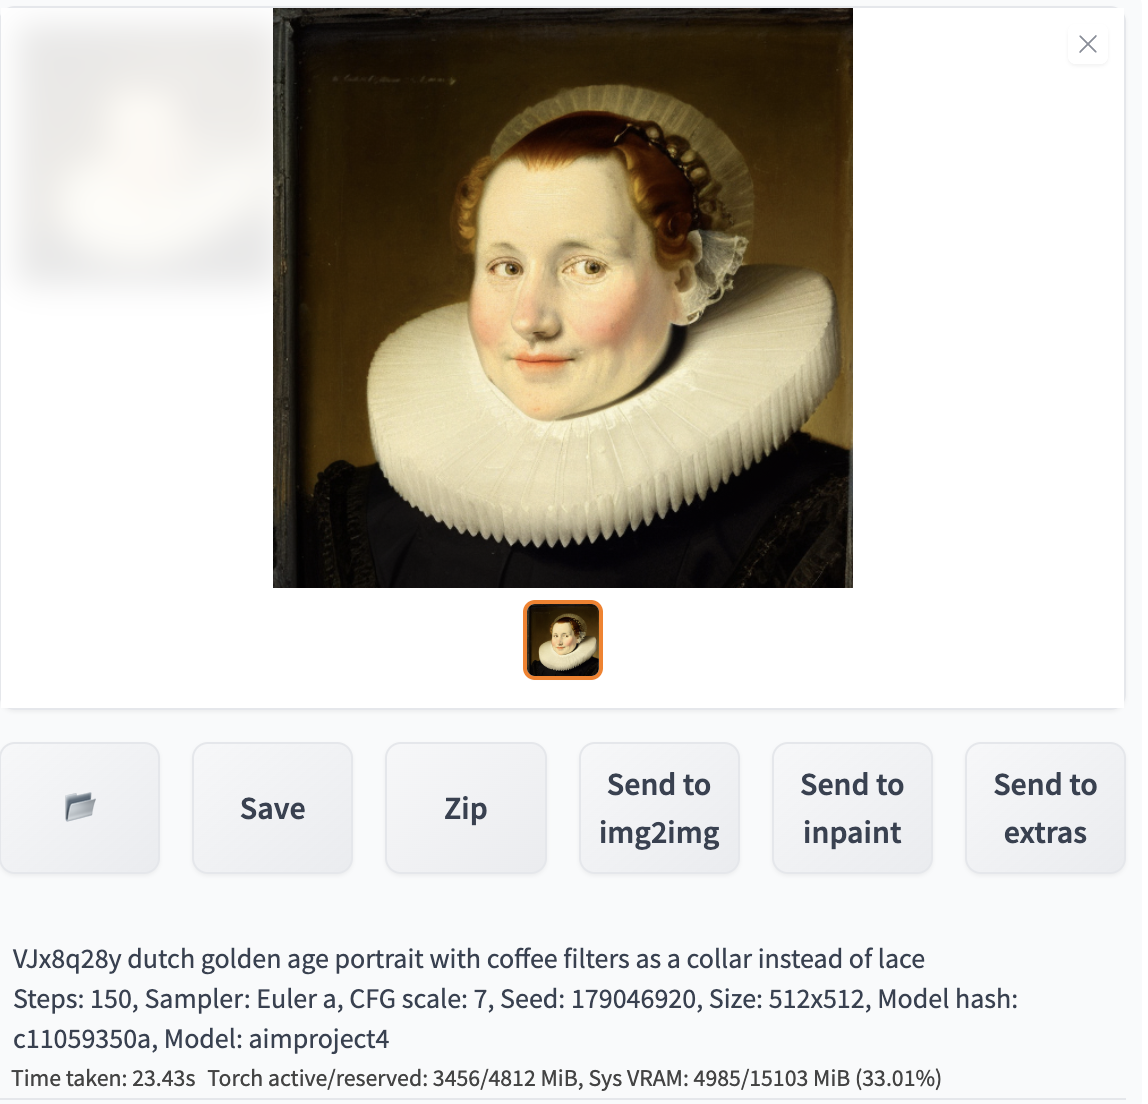 Save
Zip
Send to
img2img
Send to
inpaint
Send to
extras
VJx8q28y dutch golden age portrait with coffee filters as a collar instead of lace
Steps: 150, Sampler: Euler a, CFG scale: 7, Seed: 179046920, Size: 512x512, Model hash:
c11059350a, Model: aimproject4
Time taken: 23.43s Torch active/reserved: 3456/4812 MiB, Sys VRAM: 4985/15103 MiB (33.01%)